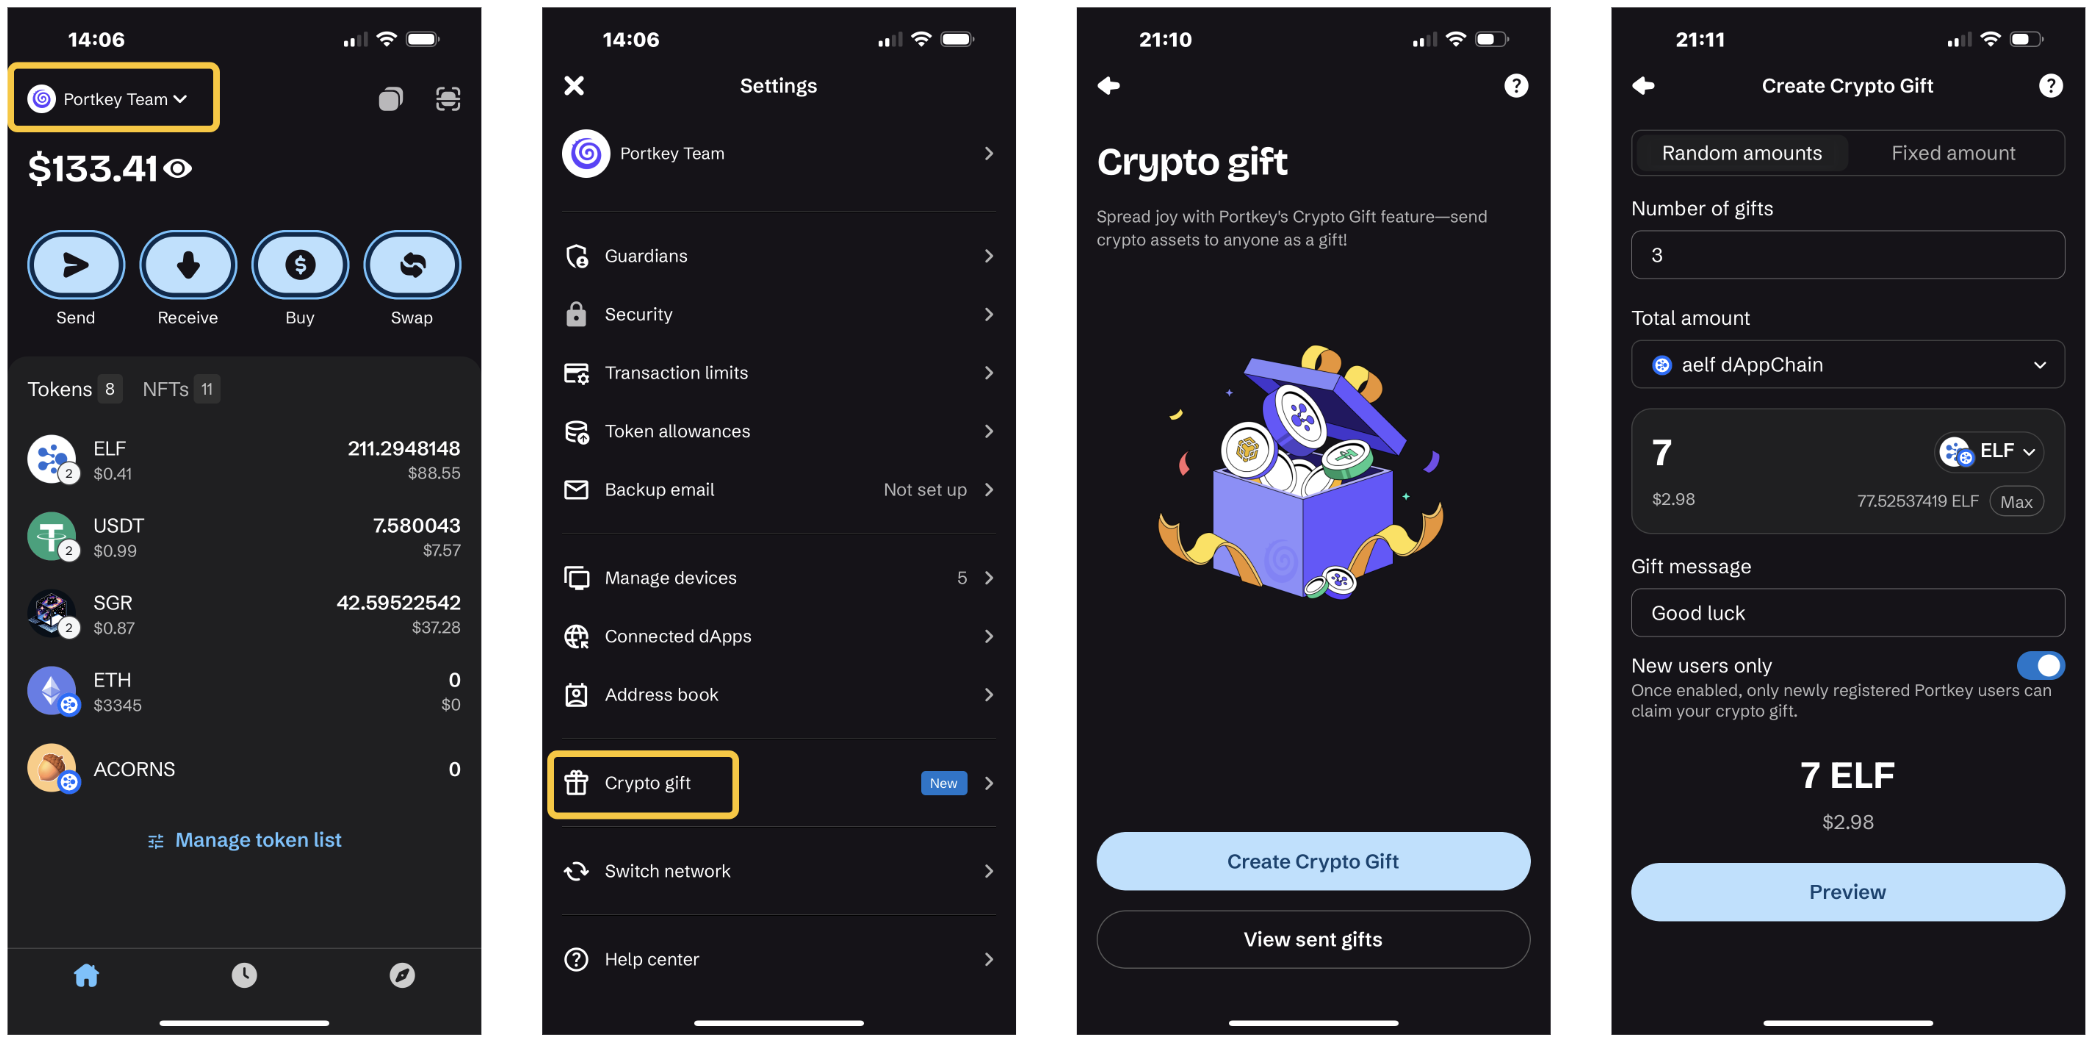 14:06
Portkey Team
$133.41
Send Receive Buy Swap
Tokens 8 NFTs 11
ELF 211.2948148
2 $0.41 $88.55
USDT 7.580043
2 $0.99 $7.57
SGR 42.59522542
2 $0.87 $37.28
ETH 0
$3345 $0
ACORNS 0
Manage token list
14:06
Settings
Portkey Team
Guardians
Security
Transaction limits
Token allowances
Backup email Not set up
Manage devices 5
Connected dApps
Address book
Crypto gift New
Switch network
Help center
21:10
?
Crypto gift
Spread joy with Portkey's Crypto Gift feature—send
crypto assets to anyone as a gift!
Create Crypto Gift
View sent gifts
21:11
Create Crypto Gift ?
Random amounts Fixed amount
Number of gifts
3
Total amount
aelf dAppChain
7 ELF
$2.98 77.52537419 ELF Max
Gift message
Good luck
New users only
Once enabled, only newly registered Portkey users can
claim your crypto gift.
7 ELF
$2.98
Preview